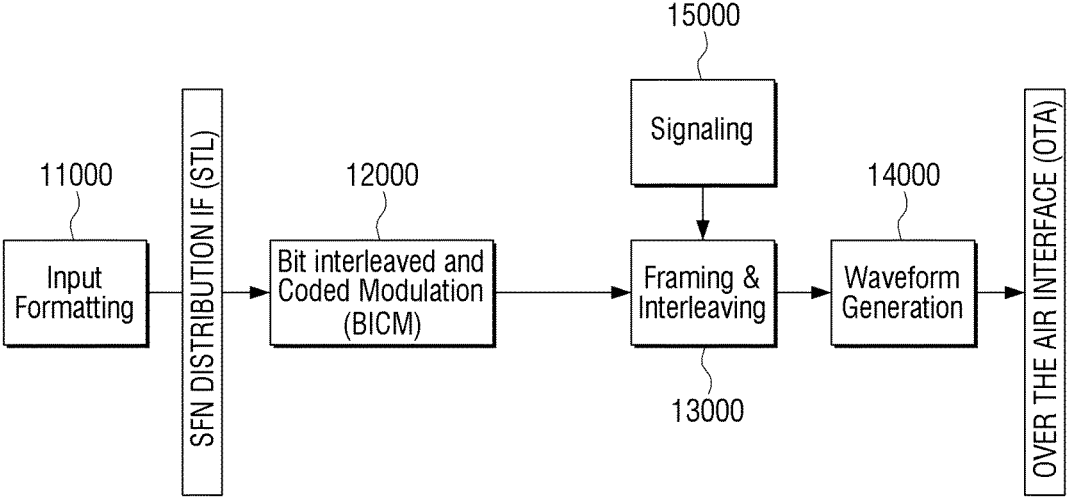 15000
Signaling
11000
Input
Formatting
SFN DISTRIBUTION IF (STL)
12000
Bit interleaved and
Coded Modulation
(BICM)
Framing &
Interleaving
13000
14000
Waveform
Generation
OVER THE AIR INTERFACE (OTA)